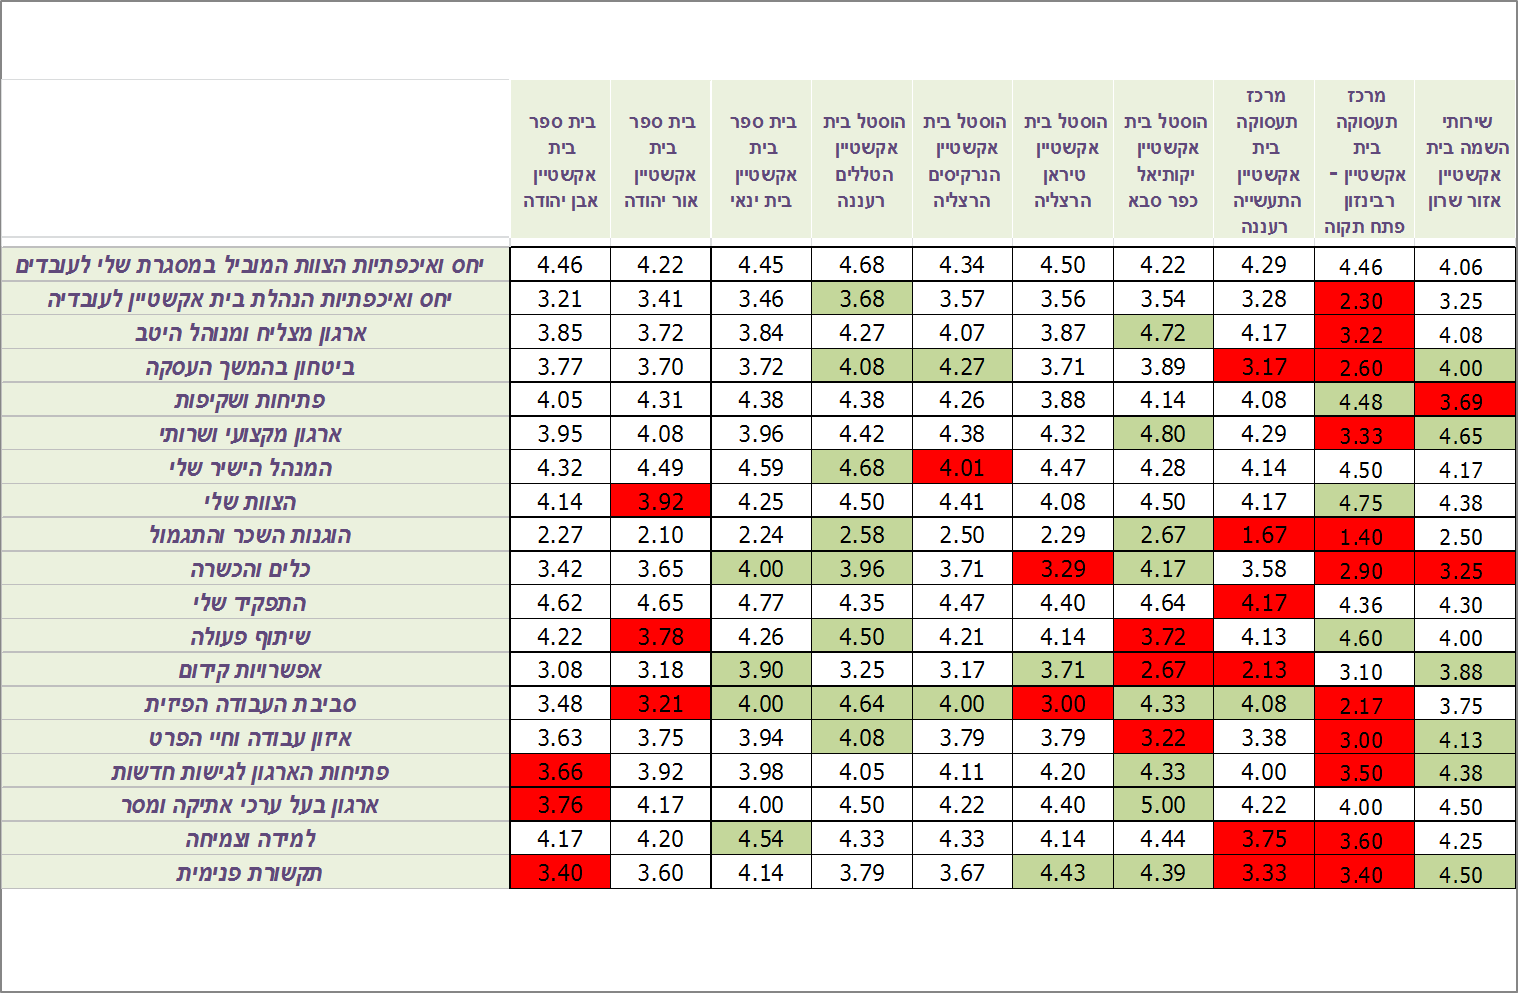 בית ספר בית אקשטיין אבן יהודה | בית ספר בית אקשטיין אור יהודה | בית ספר בית אקשטיין בית ינאי | הוסטל בית אקשטיין הטללים רעננה | הוסטל בית אקשטיין הנרקיסים הרצליה | הוסטל בית אקשטיין טיראן הרצליה | הוסטל בית אקשטיין יקותיאל כפר סבא | מרכז תעסוקה בית אקשטיין התעשייה רעננה | מרכז תעסוקה בית אקשטיין - רבינזון פתח תקוה | שירותי השמה בית אקשטיין אזור שרון
יחס ואיכפתיות הצוות המוביל במסגרת שלי לעובדים 4.46 4.22 4.45 4.68 4.34 4.50 4.22 4.29 4.46 4.06
יחס ואיכפתיות הנהלת בית אקשטיין לעובדיה 3.21 3.41 3.46 3.68 3.57 3.56 3.54 3.28 2.30 3.25
ארגון מצליח ומנוהל היטב 3.85 3.72 3.84 4.27 4.07 3.87 4.72 4.17 3.22 4.08
ביטחון בהמשך העסקה 3.77 3.70 3.72 4.08 4.27 3.71 3.89 3.17 2.60 4.00
פתיחות ושקיפות 4.05 4.31 4.38 4.38 4.26 3.88 4.14 4.08 4.48 3.69
ארגון מקצועי ושרותי 3.95 4.08 3.96 4.42 4.38 4.32 4.80 4.29 3.33 4.65
המנהל הישיר שלי 4.32 4.49 4.59 4.68 4.01 4.47 4.28 4.14 4.50 4.17
הצוות שלי 4.14 3.92 4.25 4.50 4.41 4.08 4.50 4.17 4.75 4.38
הוגנות השכר והתגמול 2.27 2.10 2.24 2.58 2.50 2.29 2.67 1.67 1.40 2.50
כלים והכשרה 3.42 3.65 4.00 3.96 3.71 3.29 4.17 3.58 2.90 3.25
התפקיד שלי 4.62 4.65 4.77 4.35 4.47 4.40 4.64 4.17 4.36 4.30
שיתוף פעולה 4.22 3.78 4.26 4.50 4.21 4.14 3.72 4.13 4.60 4.00
אפשרויות קידום 3.08 3.18 3.90 3.25 3.17 3.71 2.67 2.13 3.10 3.88
סביבת העבודה הפיזית 3.48 3.21 4.00 4.64 4.00 3.00 4.33 4.08 2.17 3.75
איזון עבודה וחיי הפרט 3.63 3.75 3.94 4.08 3.79 3.79 3.22 3.38 3.00 4.13
פתיחות הארגון לגישות חדשות 3.66 3.92 3.98 4.05 4.11 4.20 4.33 4.00 3.50 4.38
ארגון בעל ערכי אתיקה ומסר 3.76 4.17 4.00 4.50 4.22 4.40 5.00 4.22 4.00 4.50
למידה וצמיחה 4.17 4.20 4.54 4.33 4.33 4.14 4.44 3.75 3.60 4.25
תקשורת פנימית 3.40 3.60 4.14 3.79 3.67 4.43 4.39 3.33 3.40 4.50